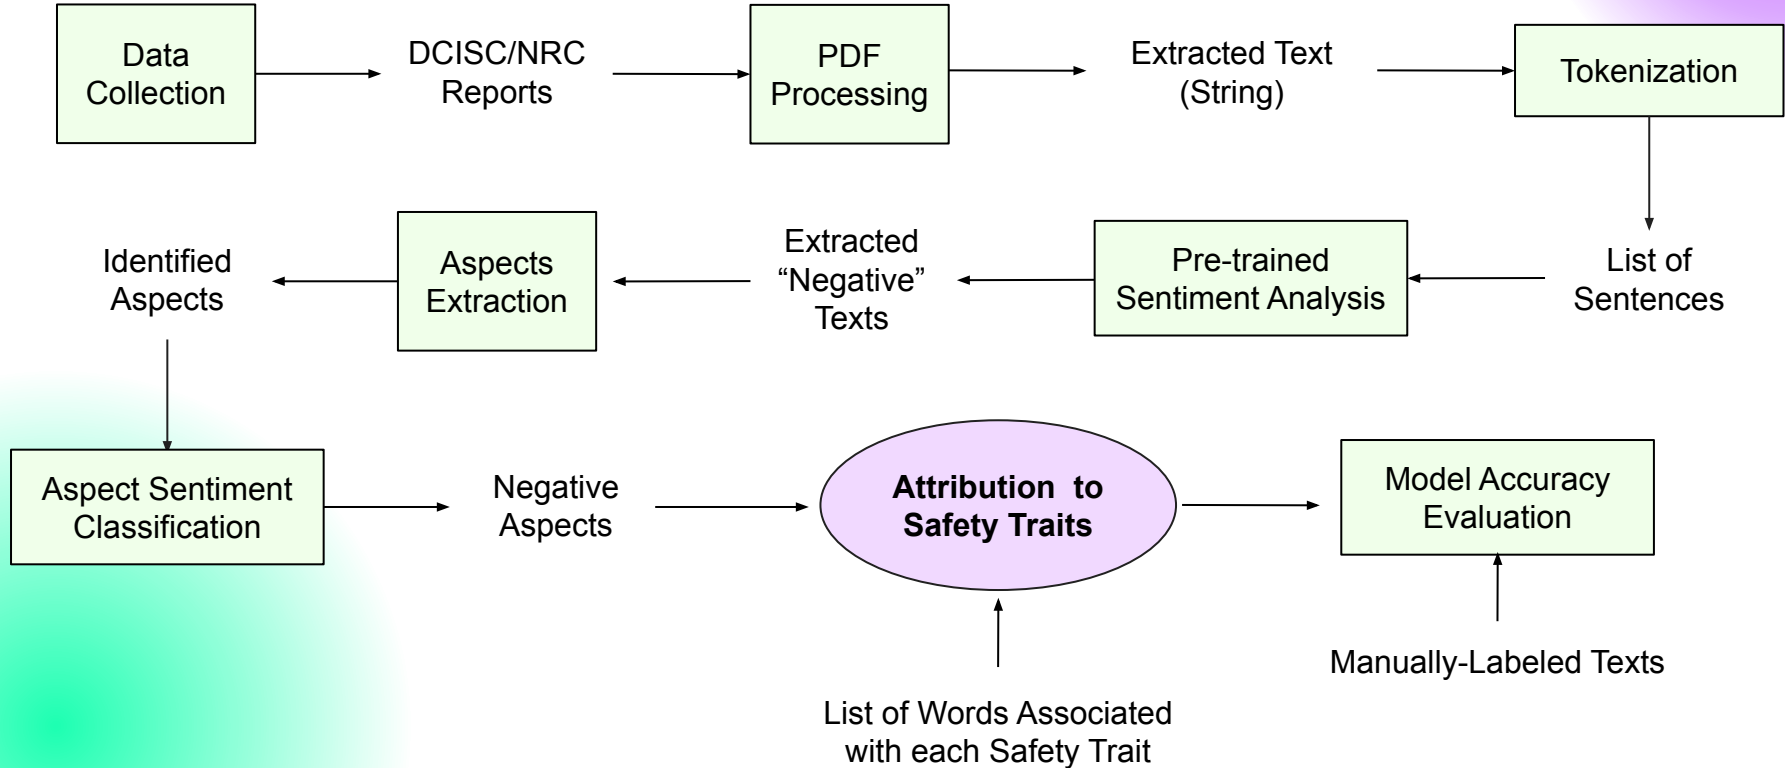 Data
Collection
DCISC/NRC
Reports
PDF
Processing
Extracted Text
(String)
Tokenization
List of
Sentences
Pre-trained
Sentiment Analysis
Extracted
“Negative”
Texts
Aspects
Extraction
Identified
Aspects
Aspect Sentiment
Classification
Negative
Aspects
Attribution to
Safety Traits
List of Words Associated
with each Safety Trait
Model Accuracy
Evaluation
Manually-Labeled Texts